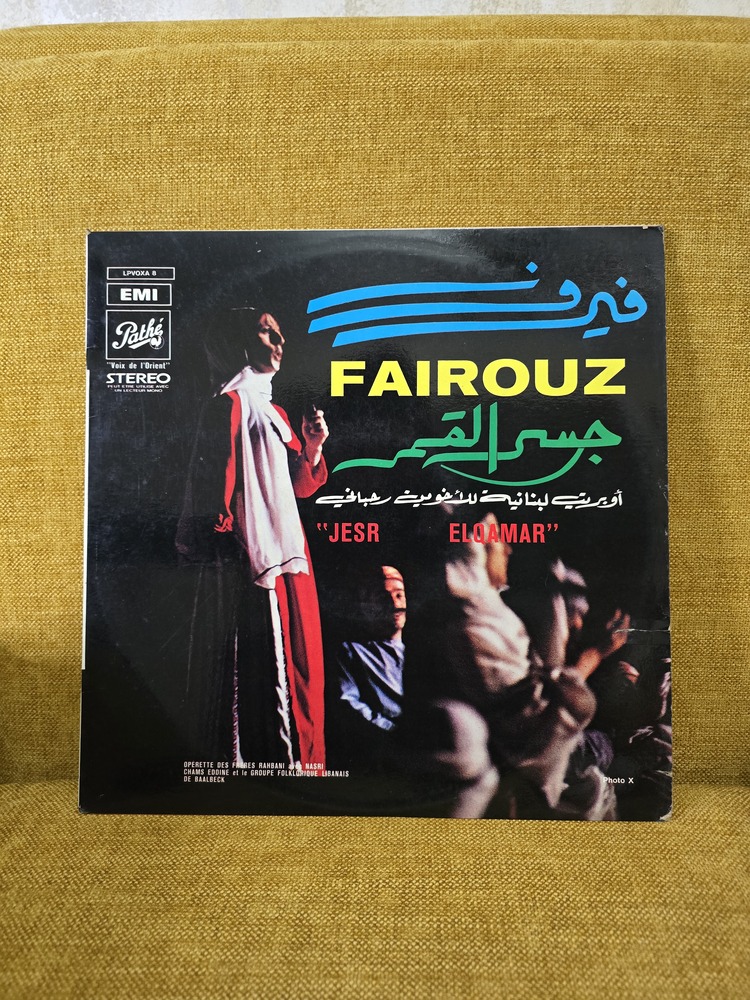 LPVOXA 8
EMI
Pathé
"Voix de l'Orient"
STEREO
PEUT ETRE UTILISE AVEC
UN LECTEUR MONO
فيروز
FAIROUZ
جسر القمر
أوبريت لبنانية للأخوين رحباني
"JESR ELQAMAR"
OPERETTE DES FRERES RAHBANI avec NASRI
CHAMS EDDINE et le GROUPE FOLKLORIQUE LIBANAIS
DE BAALBECK
Photo X